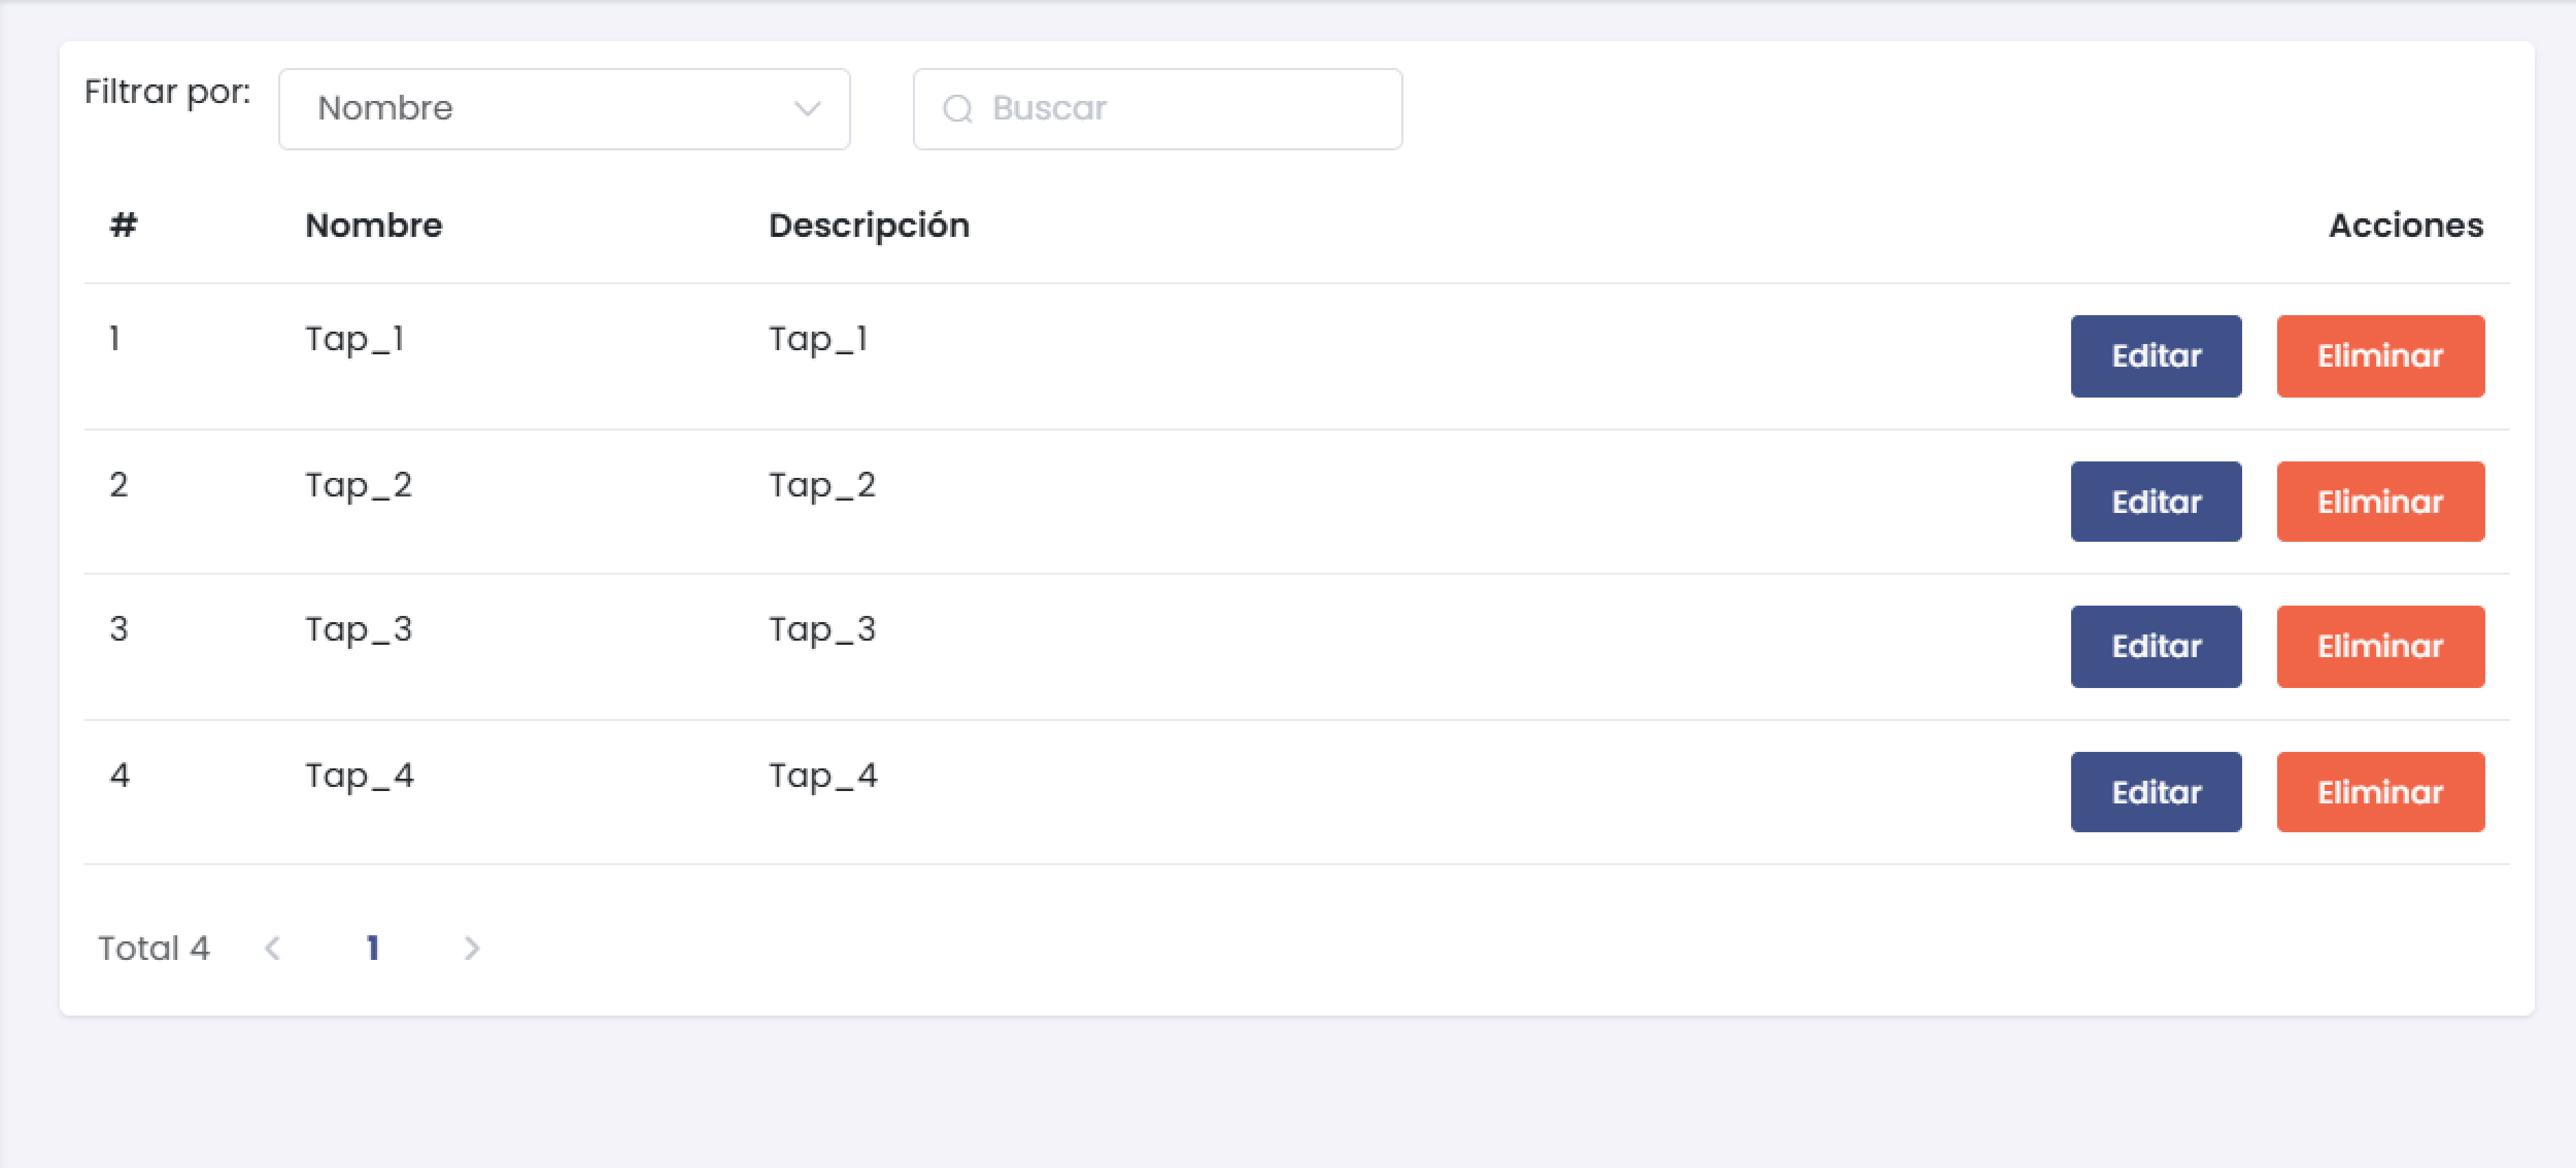 Filtrar por: Nombre Buscar
# Nombre Descripción Acciones
1 Tap_1 Tap_1 Editar Eliminar
2 Tap_2 Tap_2 Editar Eliminar
3 Tap_3 Tap_3 Editar Eliminar
4 Tap_4 Tap_4 Editar Eliminar
Total 4 < 1 >